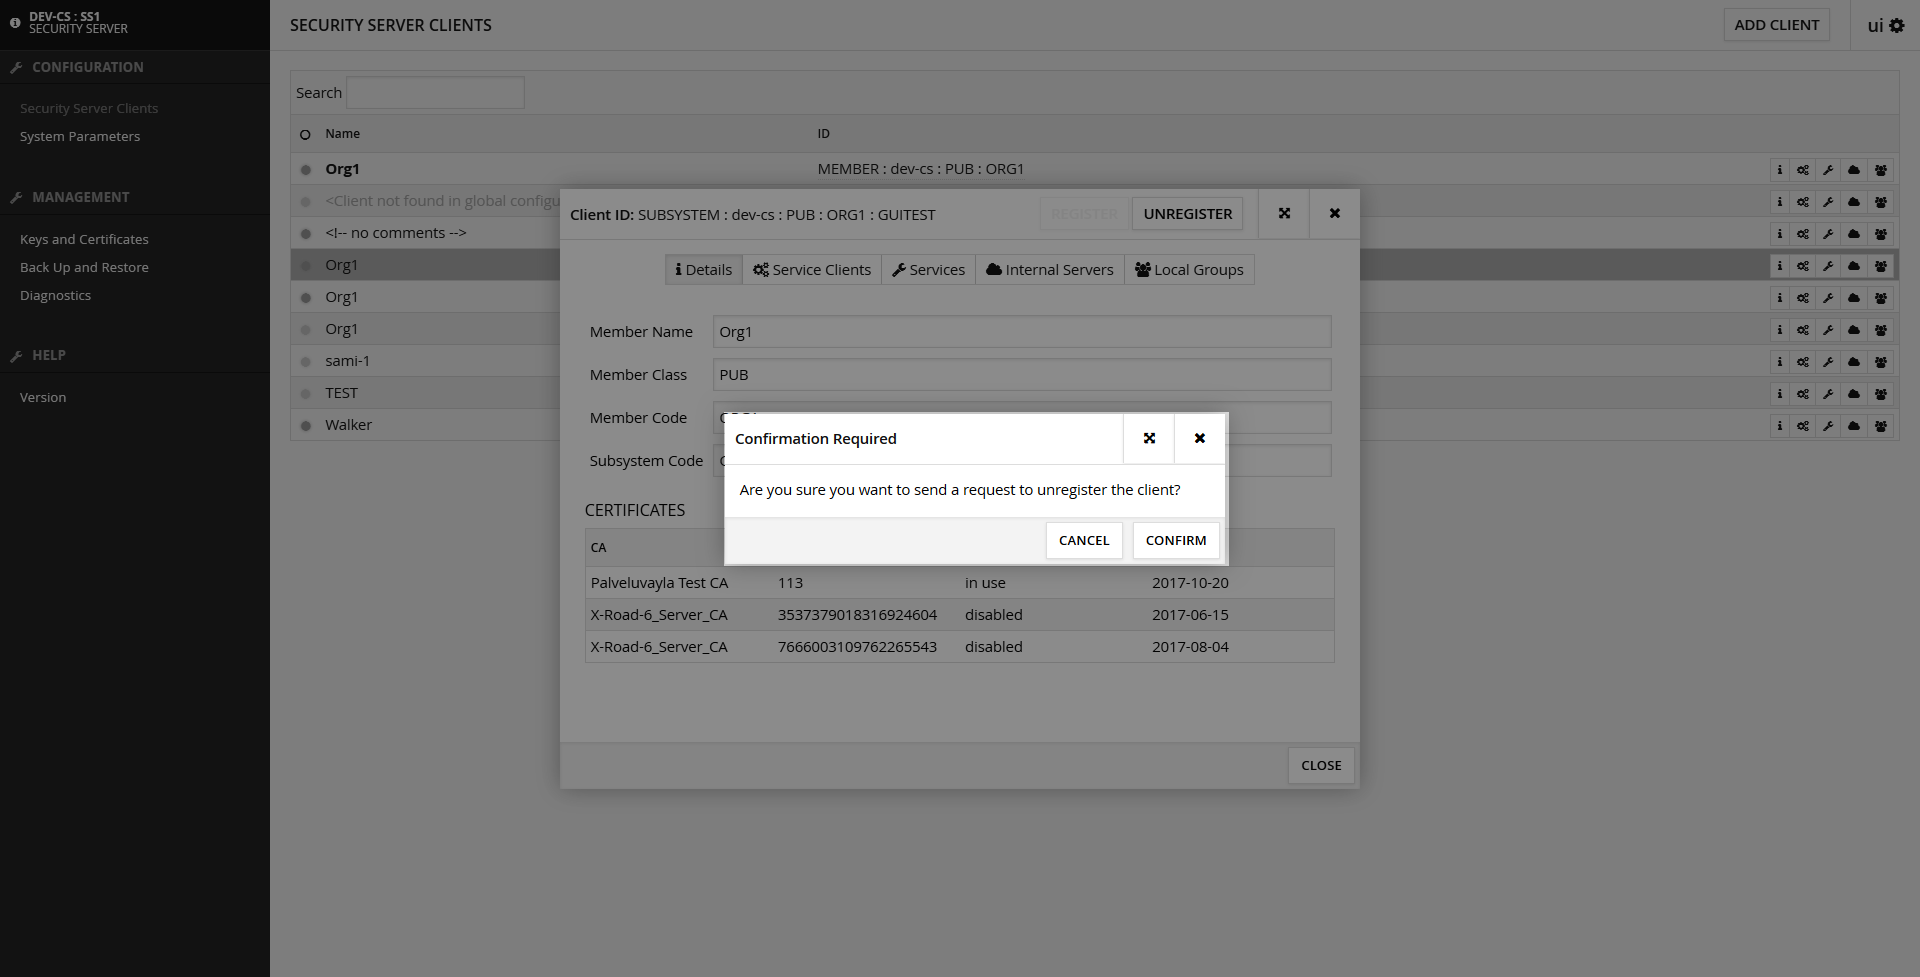 DEV-CS : SS1
SECURITY SERVER
CONFIGURATION
Security Server Clients
System Parameters
MANAGEMENT
Keys and Certificates
Back Up and Restore
Diagnostics
HELP
Version
SECURITY SERVER CLIENTS
ADD CLIENT
ui
Search
Name ID
Org1 MEMBER : dev-cs : PUB : ORG1
<Client not found in global configu
<!-- no comments -->
Org1
Org1
Org1
sami-1
TEST
Walker
Client ID: SUBSYSTEM : dev-cs : PUB : ORG1 : GUITEST
REGISTER
UNREGISTER
Details
Service Clients
Services
Internal Servers
Local Groups
Member Name Org1
Member Class PUB
Member Code
Subsystem Code
CERTIFICATES
CA
Palveluvayla Test CA 113 in use 2017-10-20
X-Road-6_Server_CA 3537379018316924604 disabled 2017-06-15
X-Road-6_Server_CA 7666003109762265543 disabled 2017-08-04
CLOSE
Confirmation Required
Are you sure you want to send a request to unregister the client?
CANCEL
CONFIRM